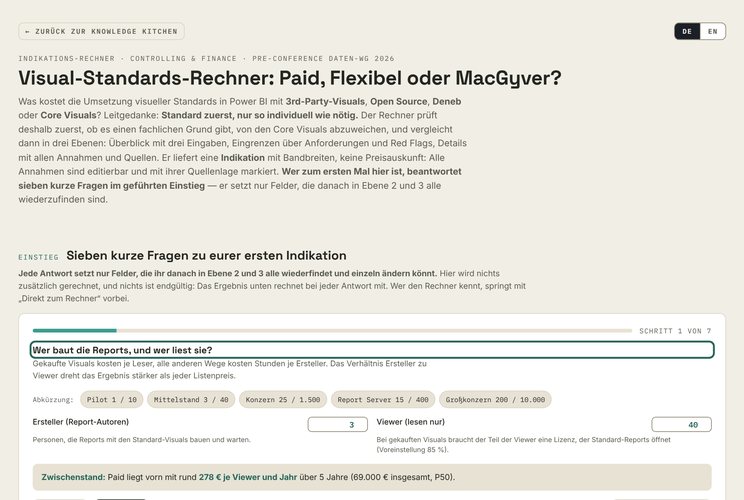 ← ZURÜCK ZUR KNOWLEDGE KITCHEN
DE EN
INDIKATIONS-RECHNER · CONTROLLING & FINANCE · PRE-CONFERENCE DATEN-WG 2026
Visual-Standards-Rechner: Paid, Flexibel oder MacGyver?
Was kostet die Umsetzung visueller Standards in Power BI mit 3rd-Party-Visuals, Open Source, Deneb
oder Core Visuals? Leitgedanke: Standard zuerst, nur so individuell wie nötig. Der Rechner prüft
deshalb zuerst, ob es einen fachlichen Grund gibt, von den Core Visuals abzuweichen, und vergleicht
dann in drei Ebenen: Überblick mit drei Eingaben, Eingrenzen über Anforderungen und Red Flags, Details
mit allen Annahmen und Quellen. Er liefert eine Indikation mit Bandbreiten, keine Preisauskunft: Alle
Annahmen sind editierbar und mit ihrer Quellenlage markiert. Wer zum ersten Mal hier ist, beantwortet
sieben kurze Fragen im geführten Einstieg — er setzt nur Felder, die danach in Ebene 2 und 3 alle
wiederzufinden sind.
EINSTIEG Sieben kurze Fragen zu eurer ersten Indikation
Jede Antwort setzt nur Felder, die ihr danach in Ebene 2 und 3 alle wiederfindet und einzeln ändern könnt. Hier wird nichts
zusätzlich gerechnet, und nichts ist endgültig: Das Ergebnis unten rechnet bei jeder Antwort mit. Wer den Rechner kennt, springt mit
„Direkt zum Rechner“ vorbei.
SCHRITT 1 VON 7
Wer baut die Reports, und wer liest sie?
Gekaufte Visuals kosten je Leser, alle anderen Wege kosten Stunden je Ersteller. Das Verhältnis Ersteller zu
Viewer dreht das Ergebnis stärker als jeder Listenpreis.
Abkürzung: Pilot 1 / 10 Mittelstand 3 / 40 Konzern 25 / 1.500 Report Server 15 / 400 Großkonzern 200 / 10.000
Ersteller (Report-Autoren) 3 Viewer (lesen nur) 40
Personen, die Reports mit den Standard-Visuals bauen und warten.
Bei gekauften Visuals braucht der Teil der Viewer eine Lizenz, der Standard-Reports öffnet
(Voreinstellung 85 %).
Zwischenstand: Paid liegt vorn mit rund 278 € je Viewer und Jahr über 5 Jahre (69.000 € insgesamt, P50).